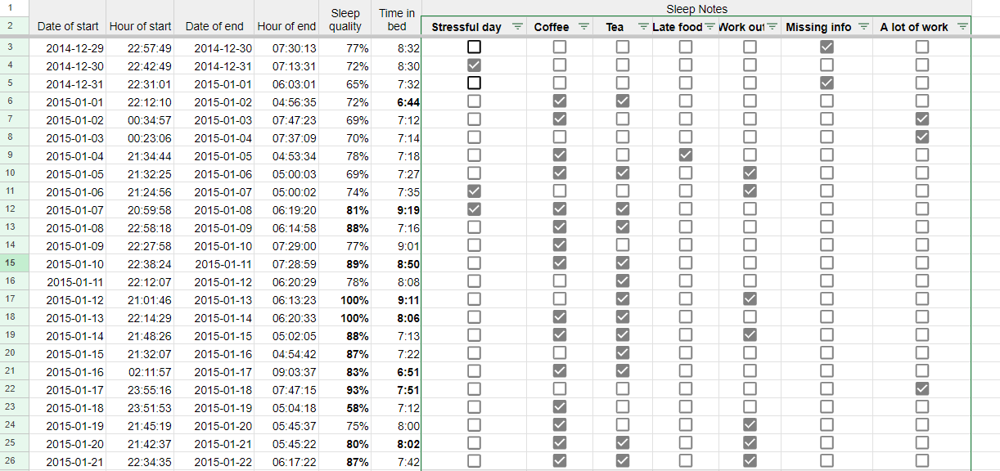 1 Sleep Notes
2 Date of start Hour of start Date of end Hour of end Sleep quality Time in bed Stressful day Coffee Tea Late food Work out Missing info A lot of work
3 2014-12-29 22:57:49 2014-12-30 07:30:13 77% 8:32
4 2014-12-30 22:42:49 2014-12-31 07:13:31 72% 8:30
5 2014-12-31 22:31:01 2015-01-01 06:03:01 65% 7:32
6 2015-01-01 22:12:10 2015-01-02 04:56:35 72% 6:44
7 2015-01-02 00:34:57 2015-01-03 07:47:23 69% 7:12
8 2015-01-03 00:23:06 2015-01-04 07:37:09 70% 7:14
9 2015-01-04 21:34:44 2015-01-05 04:53:34 78% 7:18
10 2015-01-05 21:32:25 2015-01-06 05:00:03 69% 7:27
11 2015-01-06 21:24:56 2015-01-07 05:00:02 74% 7:35
12 2015-01-07 20:59:58 2015-01-08 06:19:20 81% 9:19
13 2015-01-08 22:58:18 2015-01-09 06:14:58 88% 7:16
14 2015-01-09 22:27:58 2015-01-10 07:29:00 77% 9:01
15 2015-01-10 22:38:24 2015-01-11 07:28:59 89% 8:50
16 2015-01-11 22:12:07 2015-01-12 06:20:29 78% 8:08
17 2015-01-12 21:01:46 2015-01-13 06:13:23 100% 9:11
18 2015-01-13 22:14:29 2015-01-14 06:20:33 100% 8:06
19 2015-01-14 21:48:26 2015-01-15 05:02:05 88% 7:13
20 2015-01-15 21:32:07 2015-01-16 04:54:42 87% 7:22
21 2015-01-16 02:11:57 2015-01-17 09:03:37 83% 6:51
22 2015-01-17 23:55:16 2015-01-18 07:47:15 93% 7:51
23 2015-01-18 23:51:53 2015-01-19 05:04:18 58% 7:12
24 2015-01-19 21:45:19 2015-01-20 05:45:37 75% 8:00
25 2015-01-20 21:42:37 2015-01-21 05:45:22 80% 8:02
26 2015-01-21 22:34:35 2015-01-22 06:17:22 87% 7:42